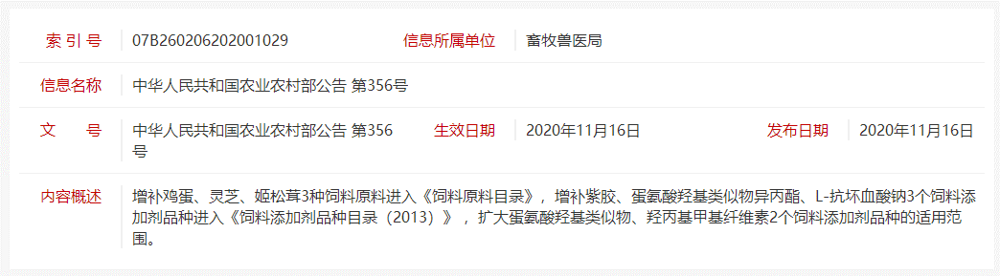 索 引 号 07B260206202001029 信息所属单位 畜牧兽医局
信息名称 中华人民共和国农业农村部公告 第356号
文 号 中华人民共和国农业农村部公告 第356 生效日期 2020年11月16日 发布日期 2020年11月16日
号
内容概述 增补鸡蛋、灵芝、姬松茸3种饲料原料进入《饲料原料目录》，增补紫胶、蛋氨酸羟基类似物异丙酯、L-抗坏血酸钠3个饲料添
加剂品种进入《饲料添加剂品种目录（2013）》 ，扩大蛋氨酸羟基类似物、羟丙基甲基纤维素2个饲料添加剂品种的适用范
围。